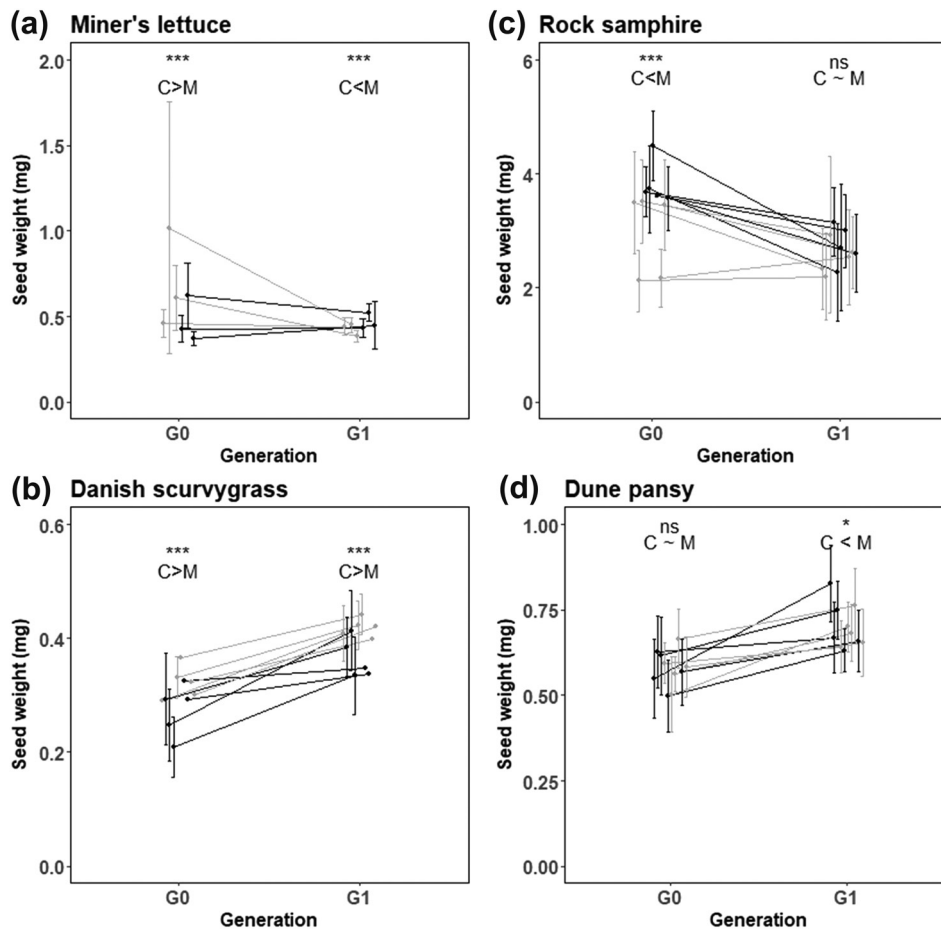 (a) Miner's lettuce
2.0
1.5
1.0
0.5
0.0
Seed weight (mg)
***
C>M
***
C<M
G0
G1
Generation
(c) Rock samphire
6
4
2
0
Seed weight (mg)
***
C<M
ns
C ~ M
G0
G1
Generation
(b) Danish scurvygrass
0.6
0.4
0.2
0.0
Seed weight (mg)
***
C>M
***
C>M
G0
G1
Generation
(d) Dune pansy
1.00
0.75
0.50
0.25
0.00
Seed weight (mg)
ns
C ~ M
*
C < M
G0
G1
Generation